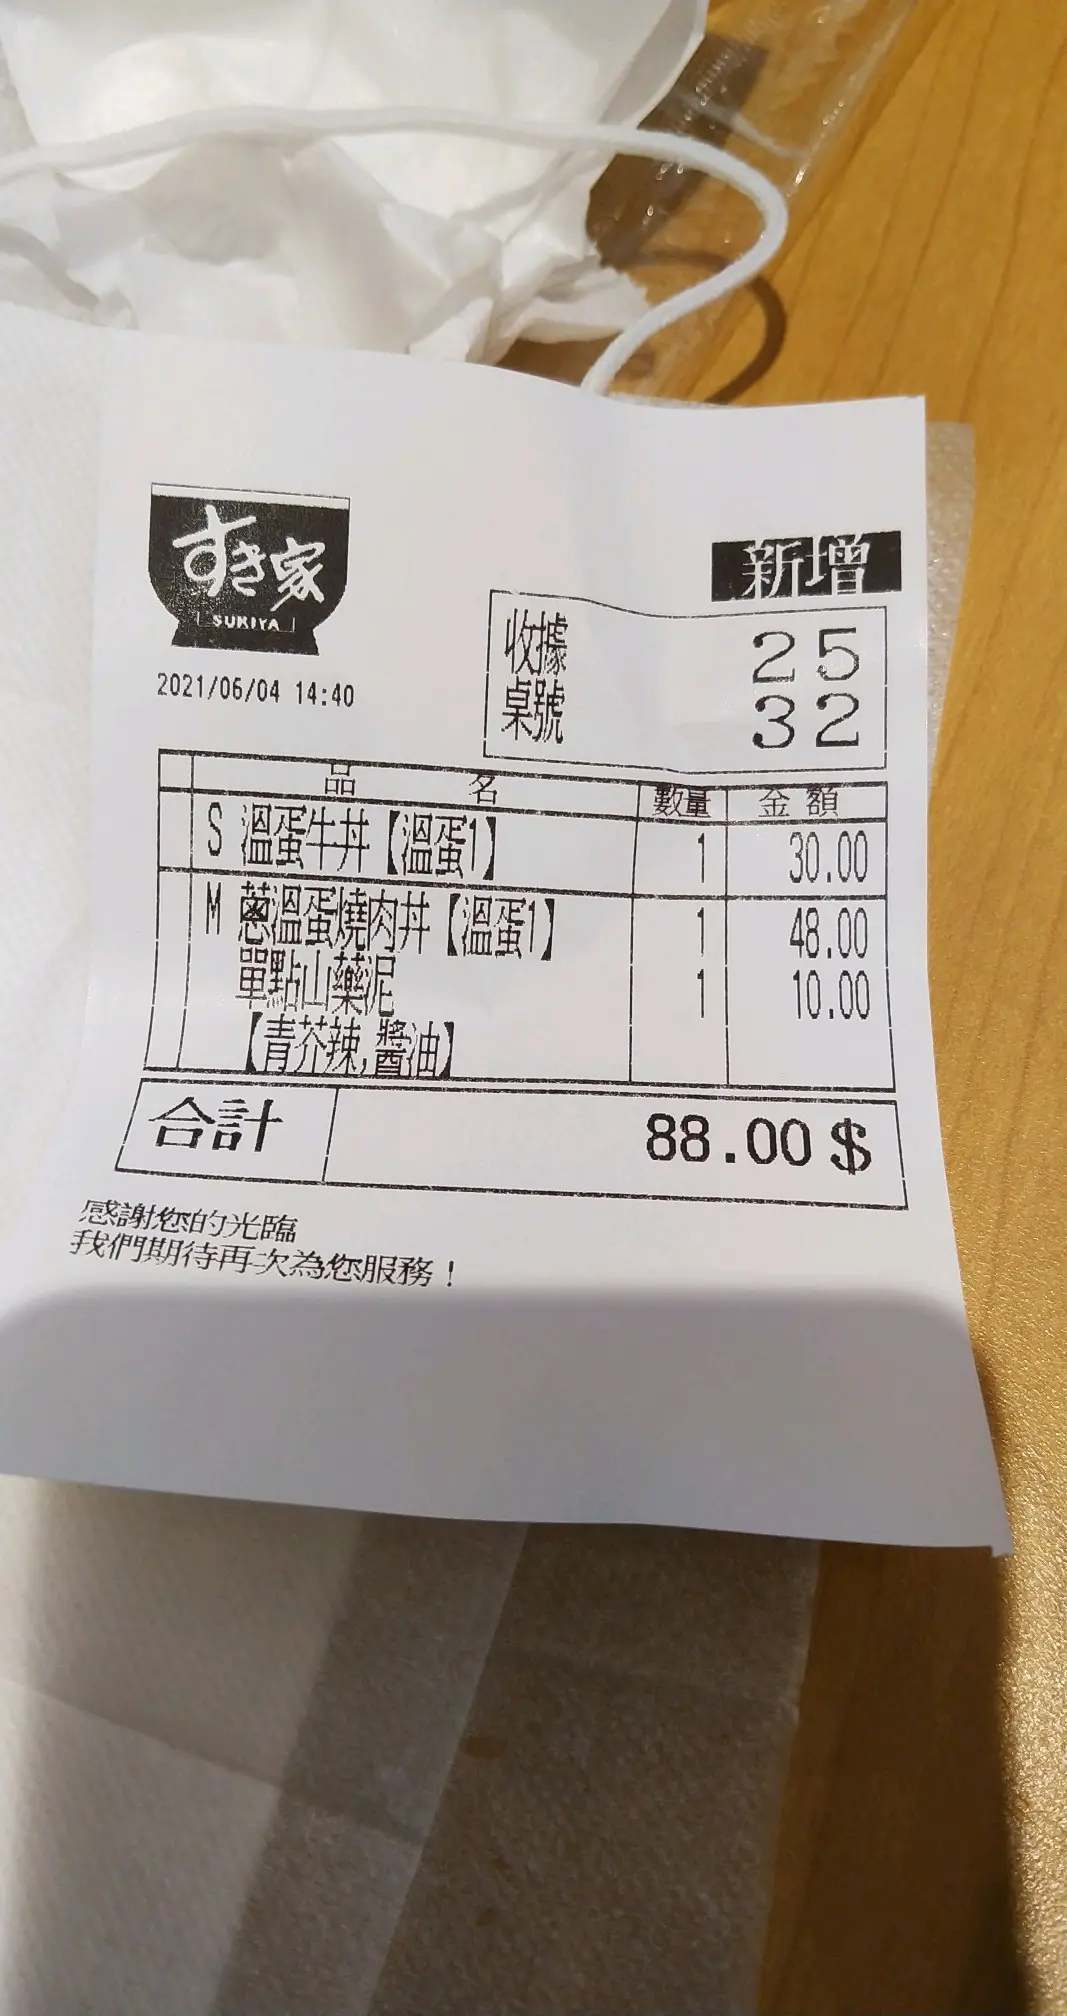 すき家
SUKIYA
新增
2021/06/04 14:40
收據 25
桌號 32
品名 數量 金額
S 溫蛋牛丼【溫蛋1】 1 30.00
M 蔥溫蛋燒肉丼【溫蛋1】 1 48.00
單點山藥泥 1 10.00
【青芥辣,醬油】
合計 88.00$
感謝您的光臨
我們期待再次為您服務！